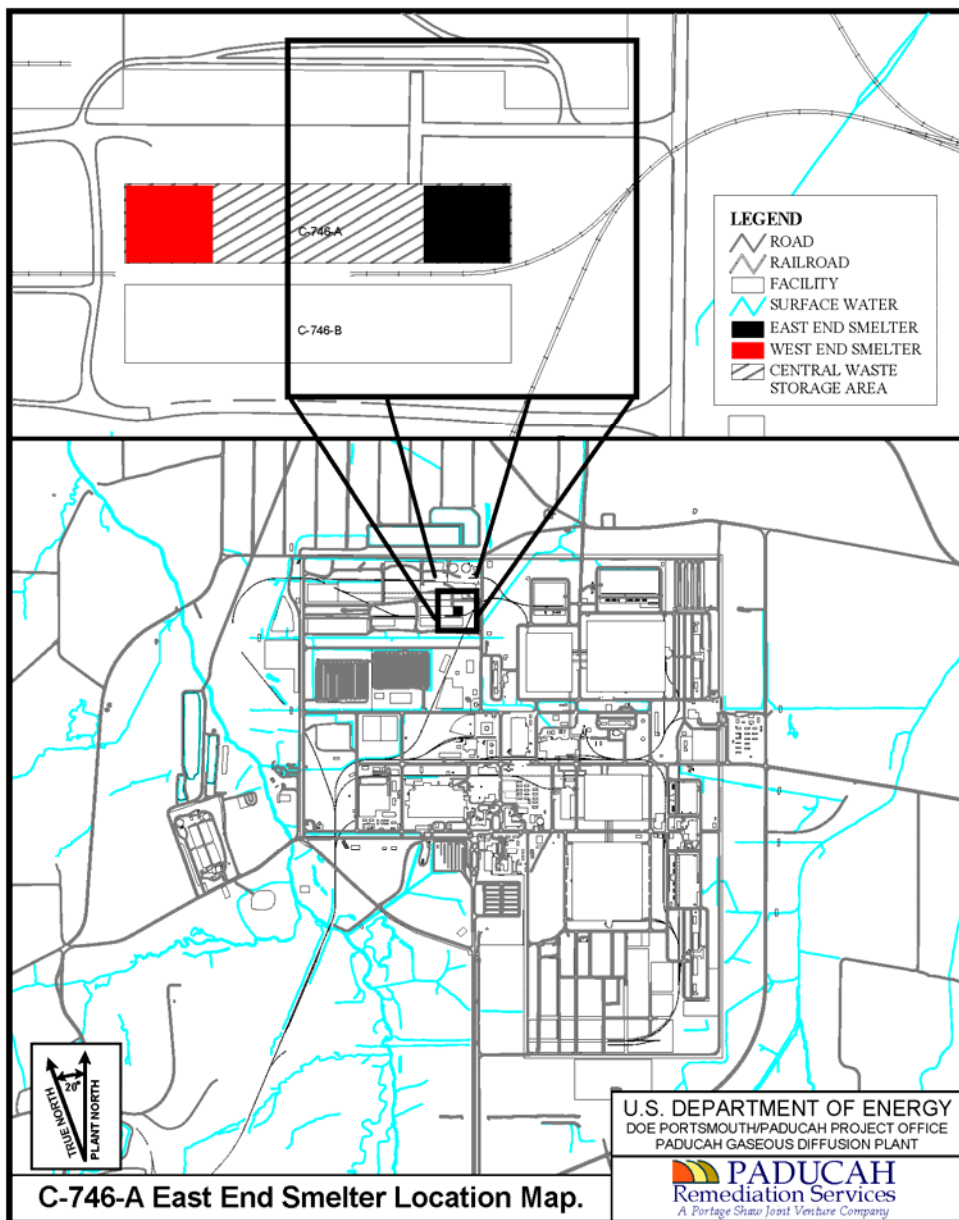 C-746-A
C-746-B
LEGEND
ROAD
RAILROAD
FACILITY
SURFACE WATER
EAST END SMELTER
WEST END SMELTER
CENTRAL WASTE
STORAGE AREA
20°
TRUE NORTH
PLANT NORTH
U.S. DEPARTMENT OF ENERGY
DOE PORTSMOUTH/PADUCAH PROJECT OFFICE
PADUCAH GASEOUS DIFFUSION PLANT
PADUCAH
Remediation Services
A Portage Shaw Joint Venture Company
C-746-A East End Smelter Location Map.